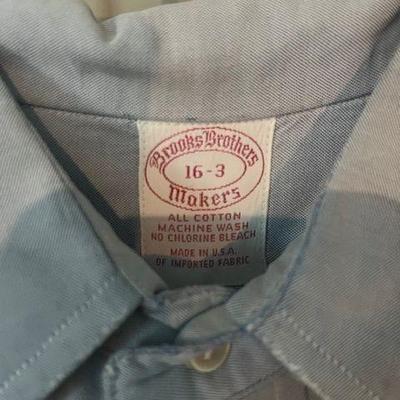 Brooks Brothers
16-3
Makers
ALL COTTON
MACHINE WASH
NO CHLORINE BLEACH
MADE IN U.S.A.
OF IMPORTED FABRIC